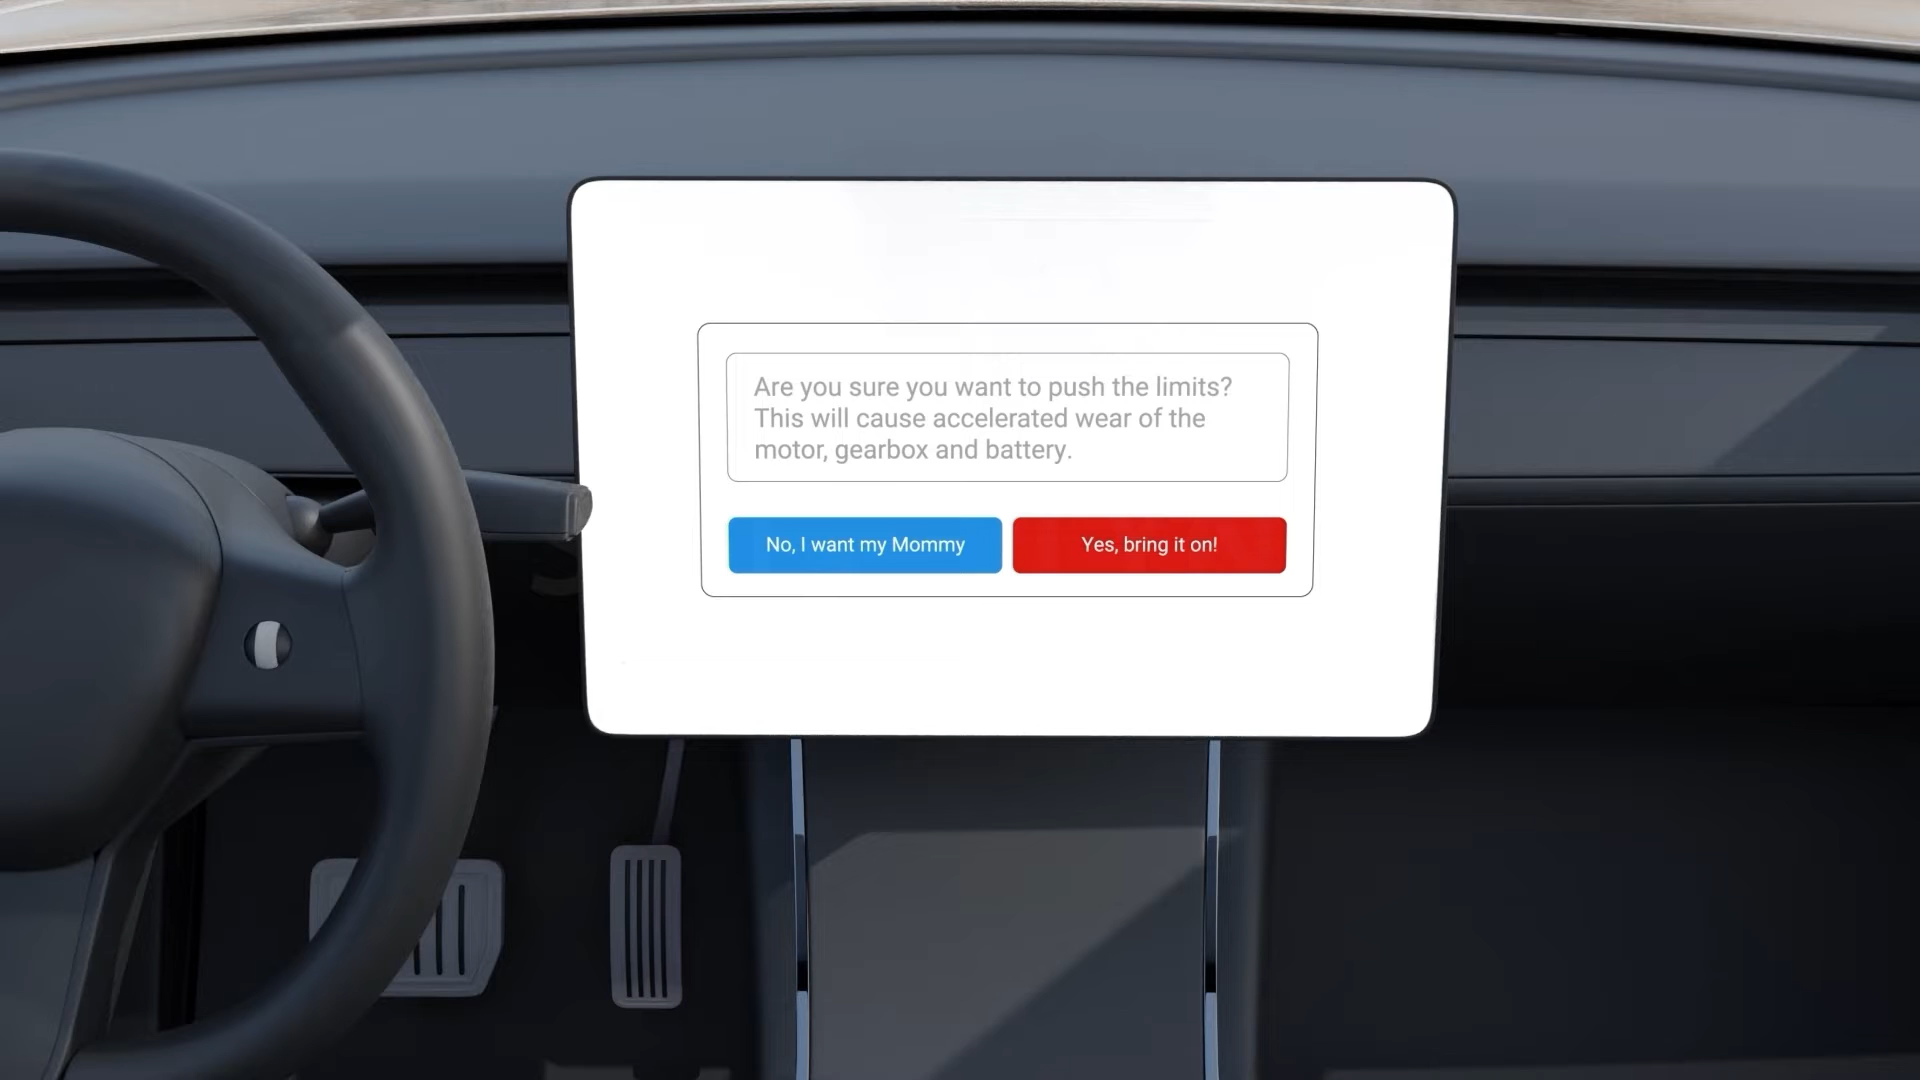 Are you sure you want to push the limits?
This will cause accelerated wear of the
motor, gearbox and battery.
No, I want my Mommy
Yes, bring it on!